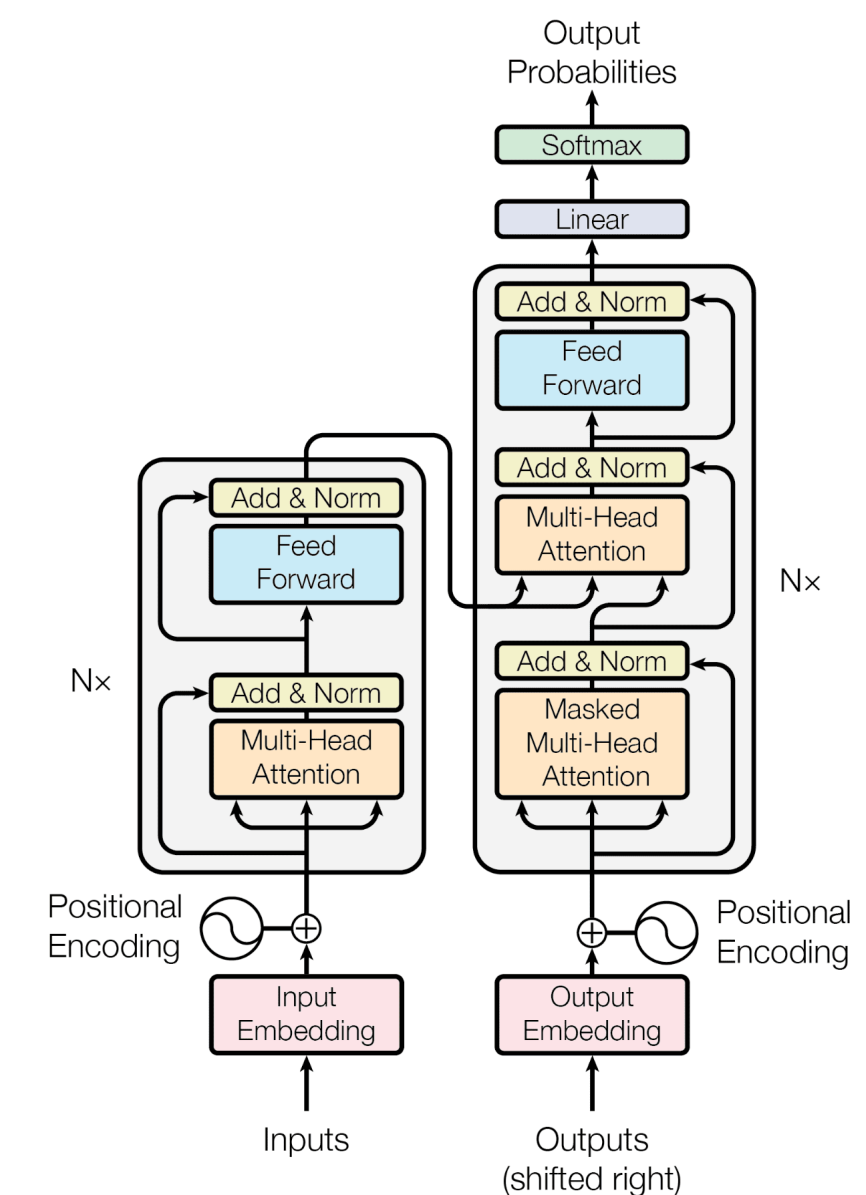 Output
Probabilities
Softmax
Linear
Add & Norm
Feed
Forward
Add & Norm
Multi-Head
Attention
Nx
Add & Norm
Masked
Multi-Head
Attention
Add & Norm
Feed
Forward
Nx
Add & Norm
Multi-Head
Attention
Positional
Encoding
Positional
Encoding
Input
Embedding
Output
Embedding
Inputs
Outputs
(shifted right)